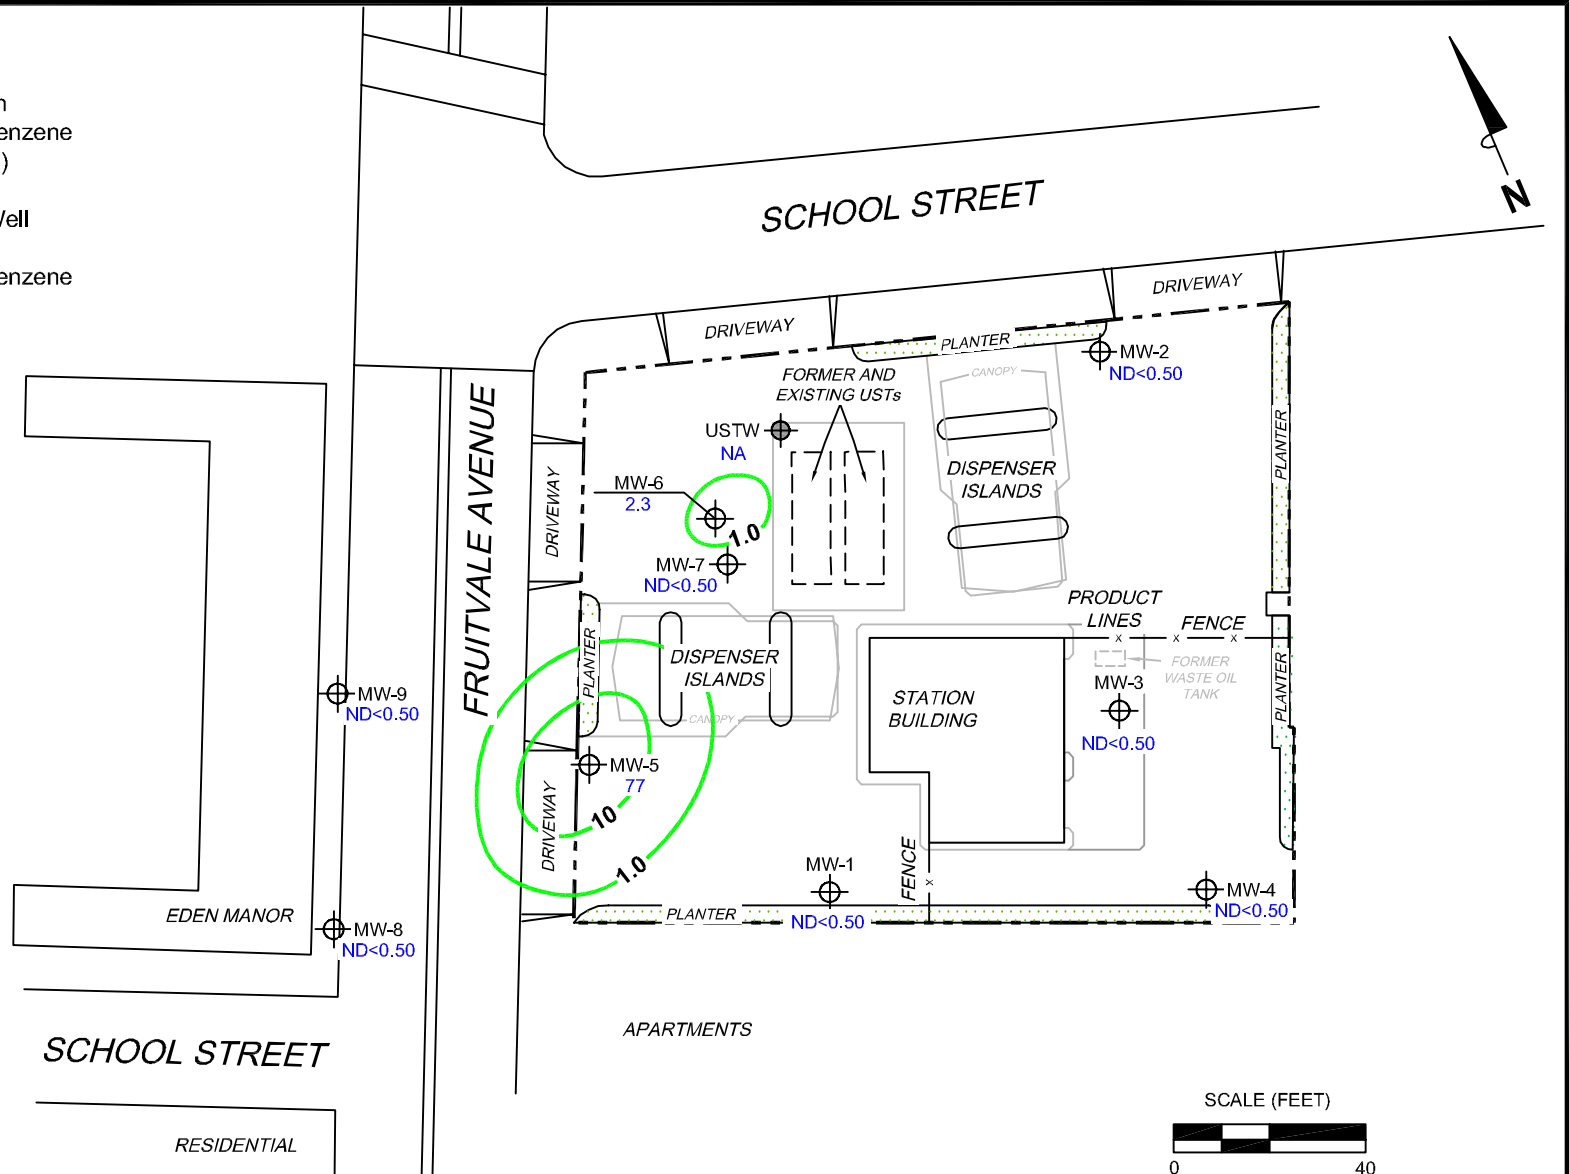 enzene
)
enzene
N
SCHOOL STREET
DRIVEWAY
DRIVEWAY
PLANTER
MW-2
ND<0.50
CANOPY
FORMER AND
EXISTING USTs
USTW
NA
PLANTER
FRUITVALE AVENUE
DISPENSER
ISLANDS
MW-6
2.3
DRIVEWAY
1.0
MW-7
ND<0.50
PRODUCT
LINES
FENCE
x x x
PLANTER
DISPENSER
ISLANDS
FORMER
WASTE OIL
TANK
PLANTER
MW-3
ND<0.50
STATION
BUILDING
MW-9
ND<0.50
CANOPY
MW-5
77
10
DRIVEWAY
1.0
MW-1
ND<0.50
FENCE
x
MW-4
ND<0.50
PLANTER
EDEN MANOR
MW-8
ND<0.50
APARTMENTS
SCHOOL STREET
RESIDENTIAL
SCALE (FEET)
0 40